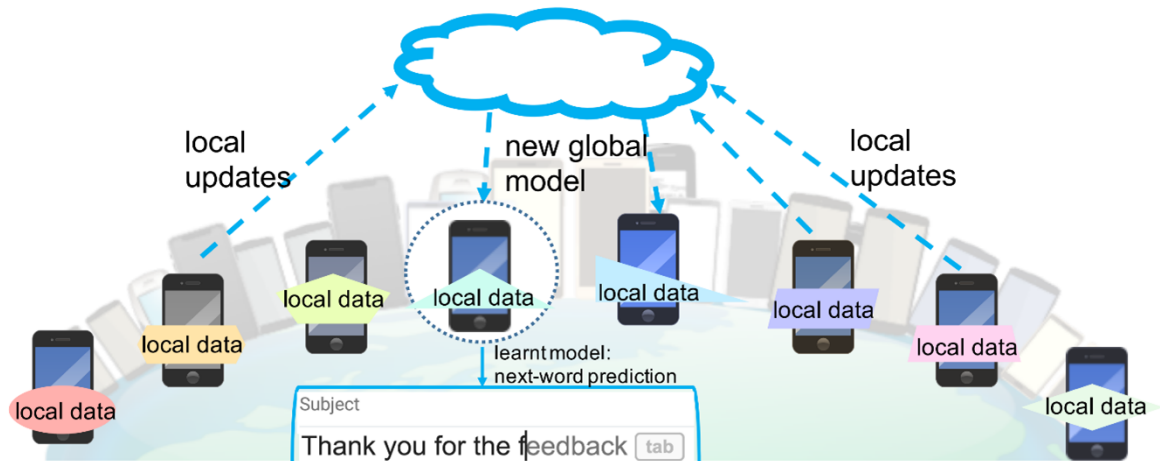 local
updates
new global
model
local
updates
local data
local data
local data
local data
local data
local data
local data
local data
learnt model:
next-word prediction
Subject
Thank you for the feedback tab